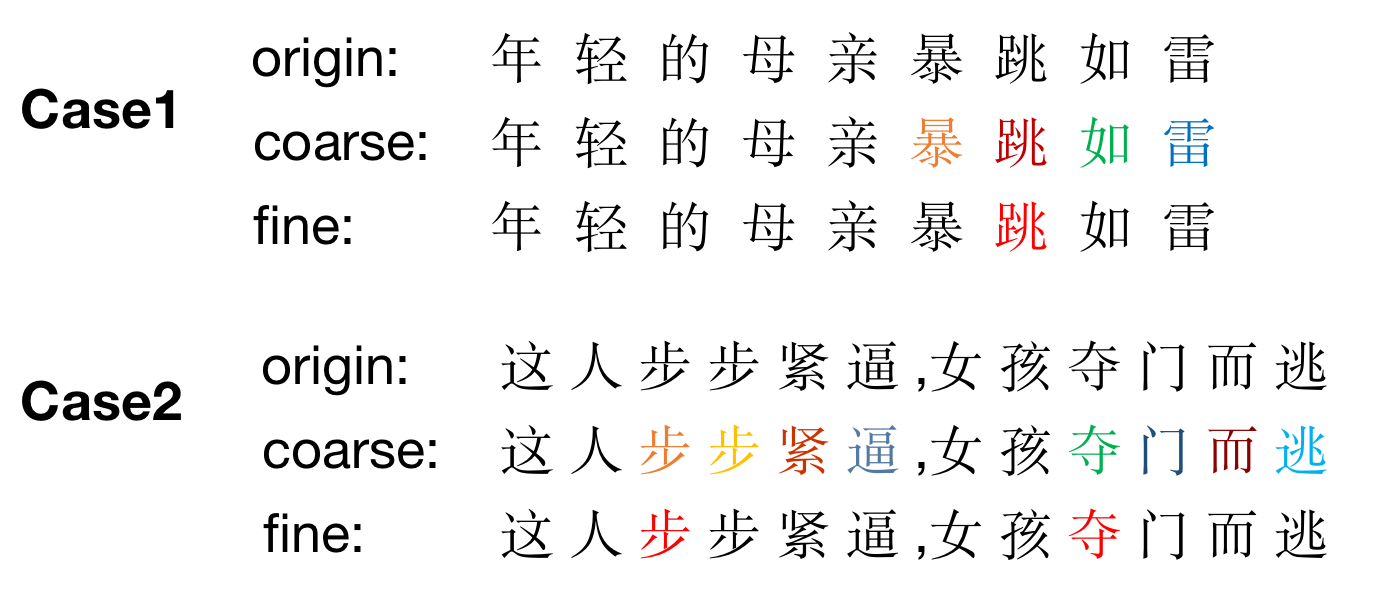 Case1
origin: 年轻的母亲暴跳如雷
coarse: 年轻的母亲暴跳如雷
fine: 年轻的母亲暴跳如雷
Case2
origin: 这人步步紧逼,女孩夺门而逃
coarse: 这人步步紧逼,女孩夺门而逃
fine: 这人步步紧逼,女孩夺门而逃